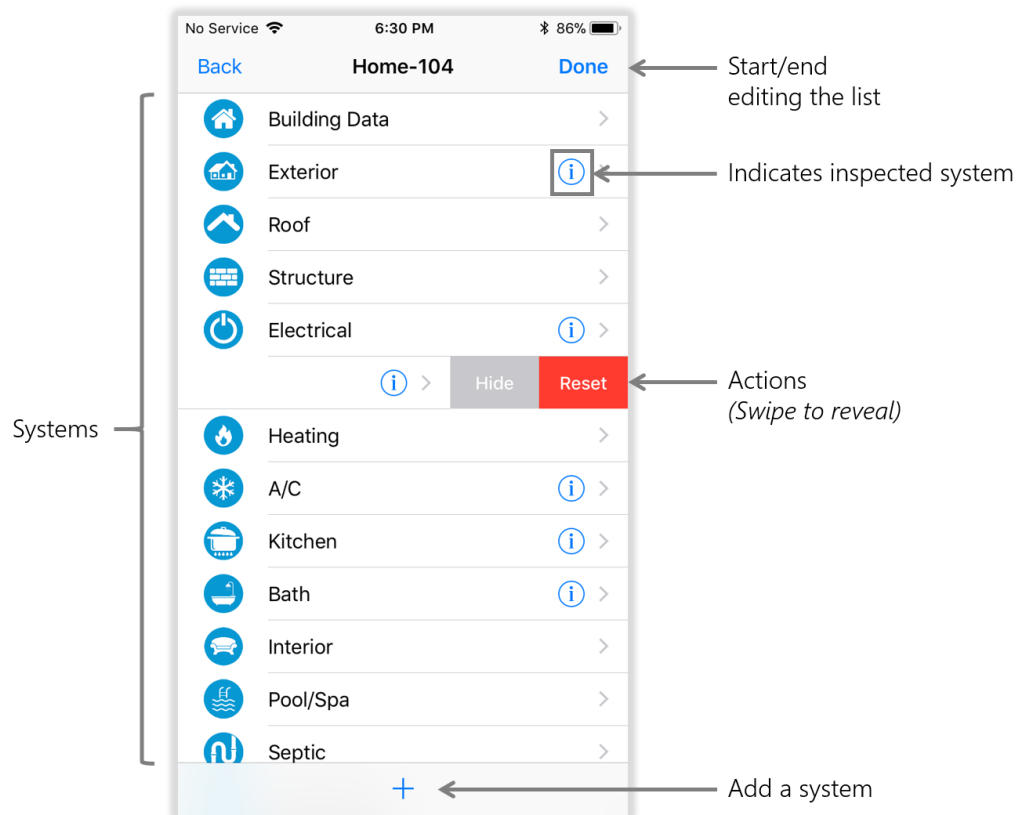 No Service 6:30 PM 86%
Back Home-104 Done
Start/end
editing the list
Building Data
Exterior i
Indicates inspected system
Roof
Structure
Electrical i
i Hide Reset
Actions
(Swipe to reveal)
Systems
Heating
A/C i
Kitchen i
Bath i
Interior
Pool/Spa
Septic
+
Add a system